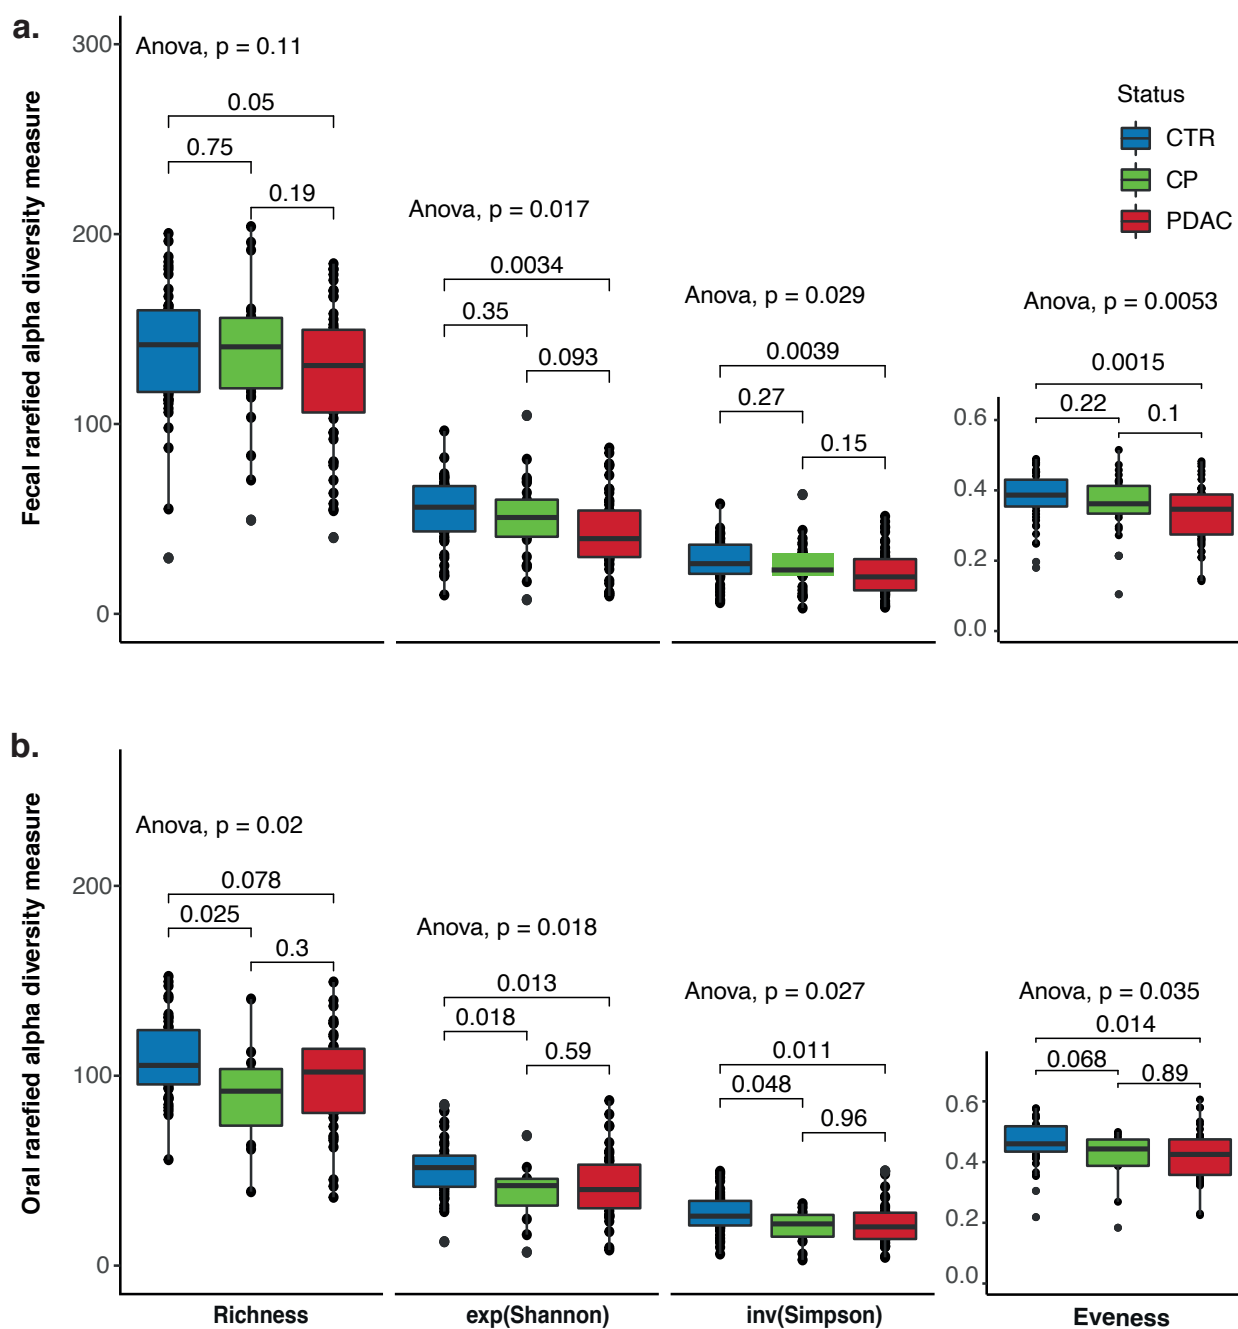 a.
Fecal rarefied alpha diversity measure
300
200
100
0
Anova, p = 0.11
0.05
0.75
0.19
Anova, p = 0.017
0.0034
0.35
0.093
Anova, p = 0.029
0.0039
0.27
0.15
Status
CTR
CP
PDAC
Anova, p = 0.0053
0.0015
0.22
0.1
0.6
0.4
0.2
0.0
b.
Oral rarefied alpha diversity measure
200
100
0
Anova, p = 0.02
0.078
0.025
0.3
Anova, p = 0.018
0.013
0.018
0.59
Anova, p = 0.027
0.011
0.048
0.96
Anova, p = 0.035
0.014
0.068
0.89
0.6
0.4
0.2
0.0
Richness
exp(Shannon)
inv(Simpson)
Eveness